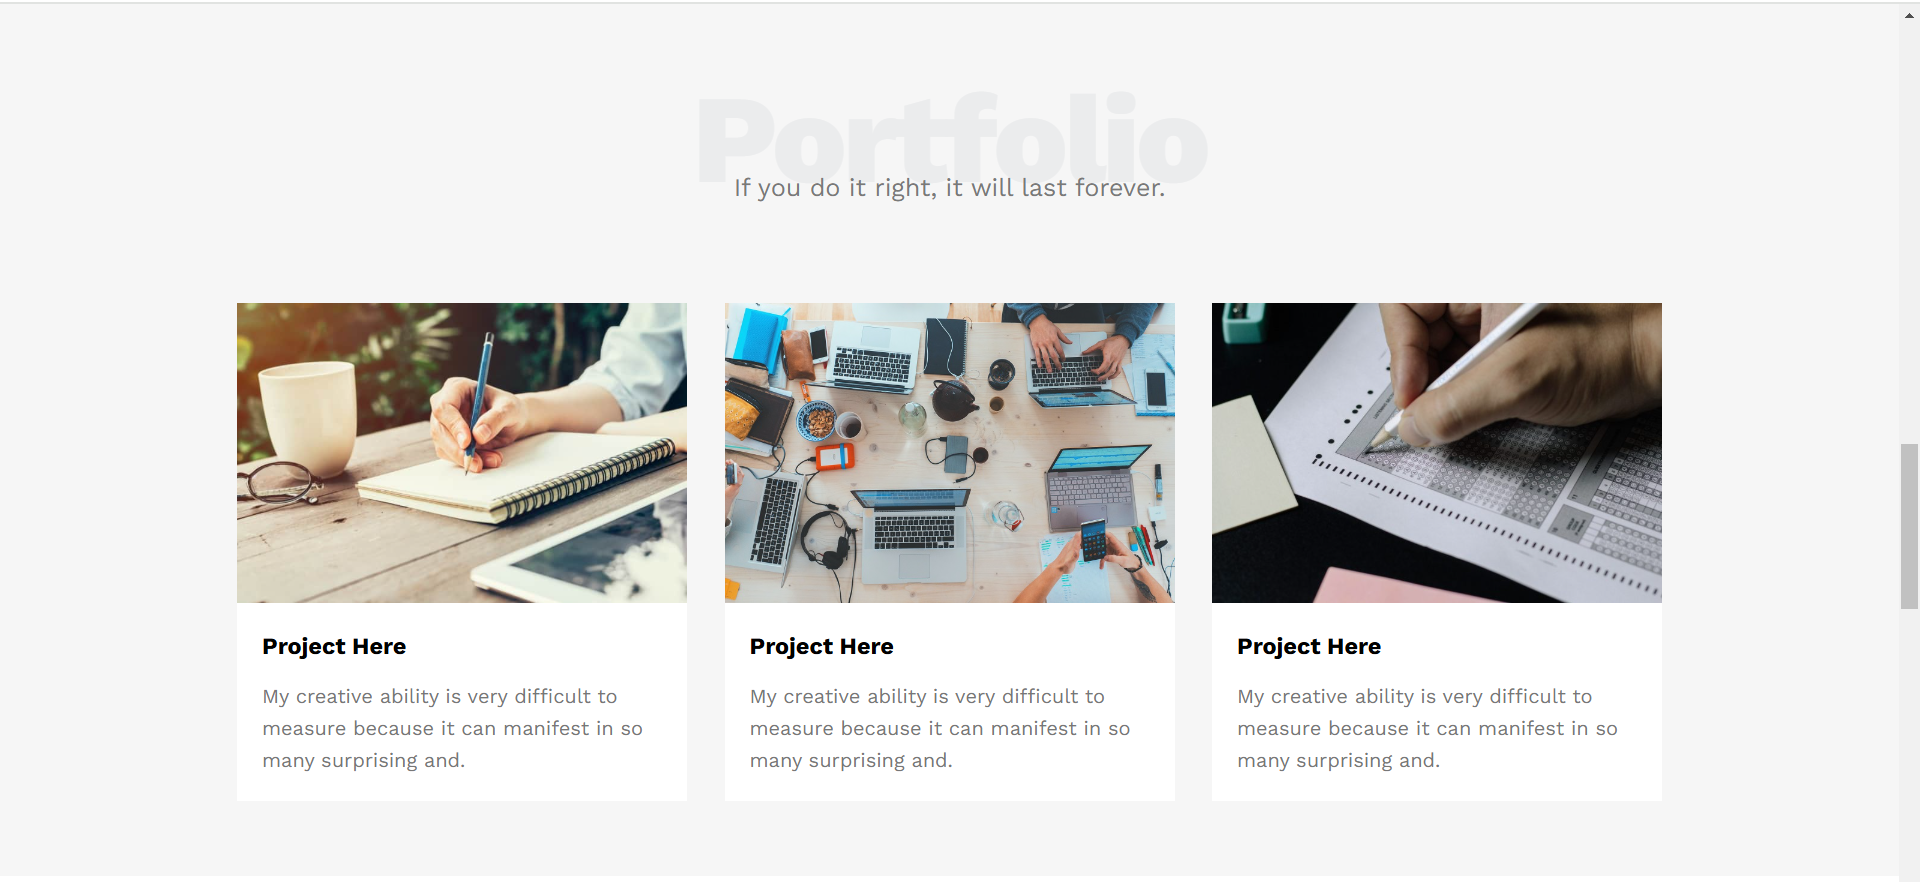 Portfolio
If you do it right, it will last forever.
Project Here
My creative ability is very difficult to
measure because it can manifest in so
many surprising and.
Project Here
My creative ability is very difficult to
measure because it can manifest in so
many surprising and.
Project Here
My creative ability is very difficult to
measure because it can manifest in so
many surprising and.